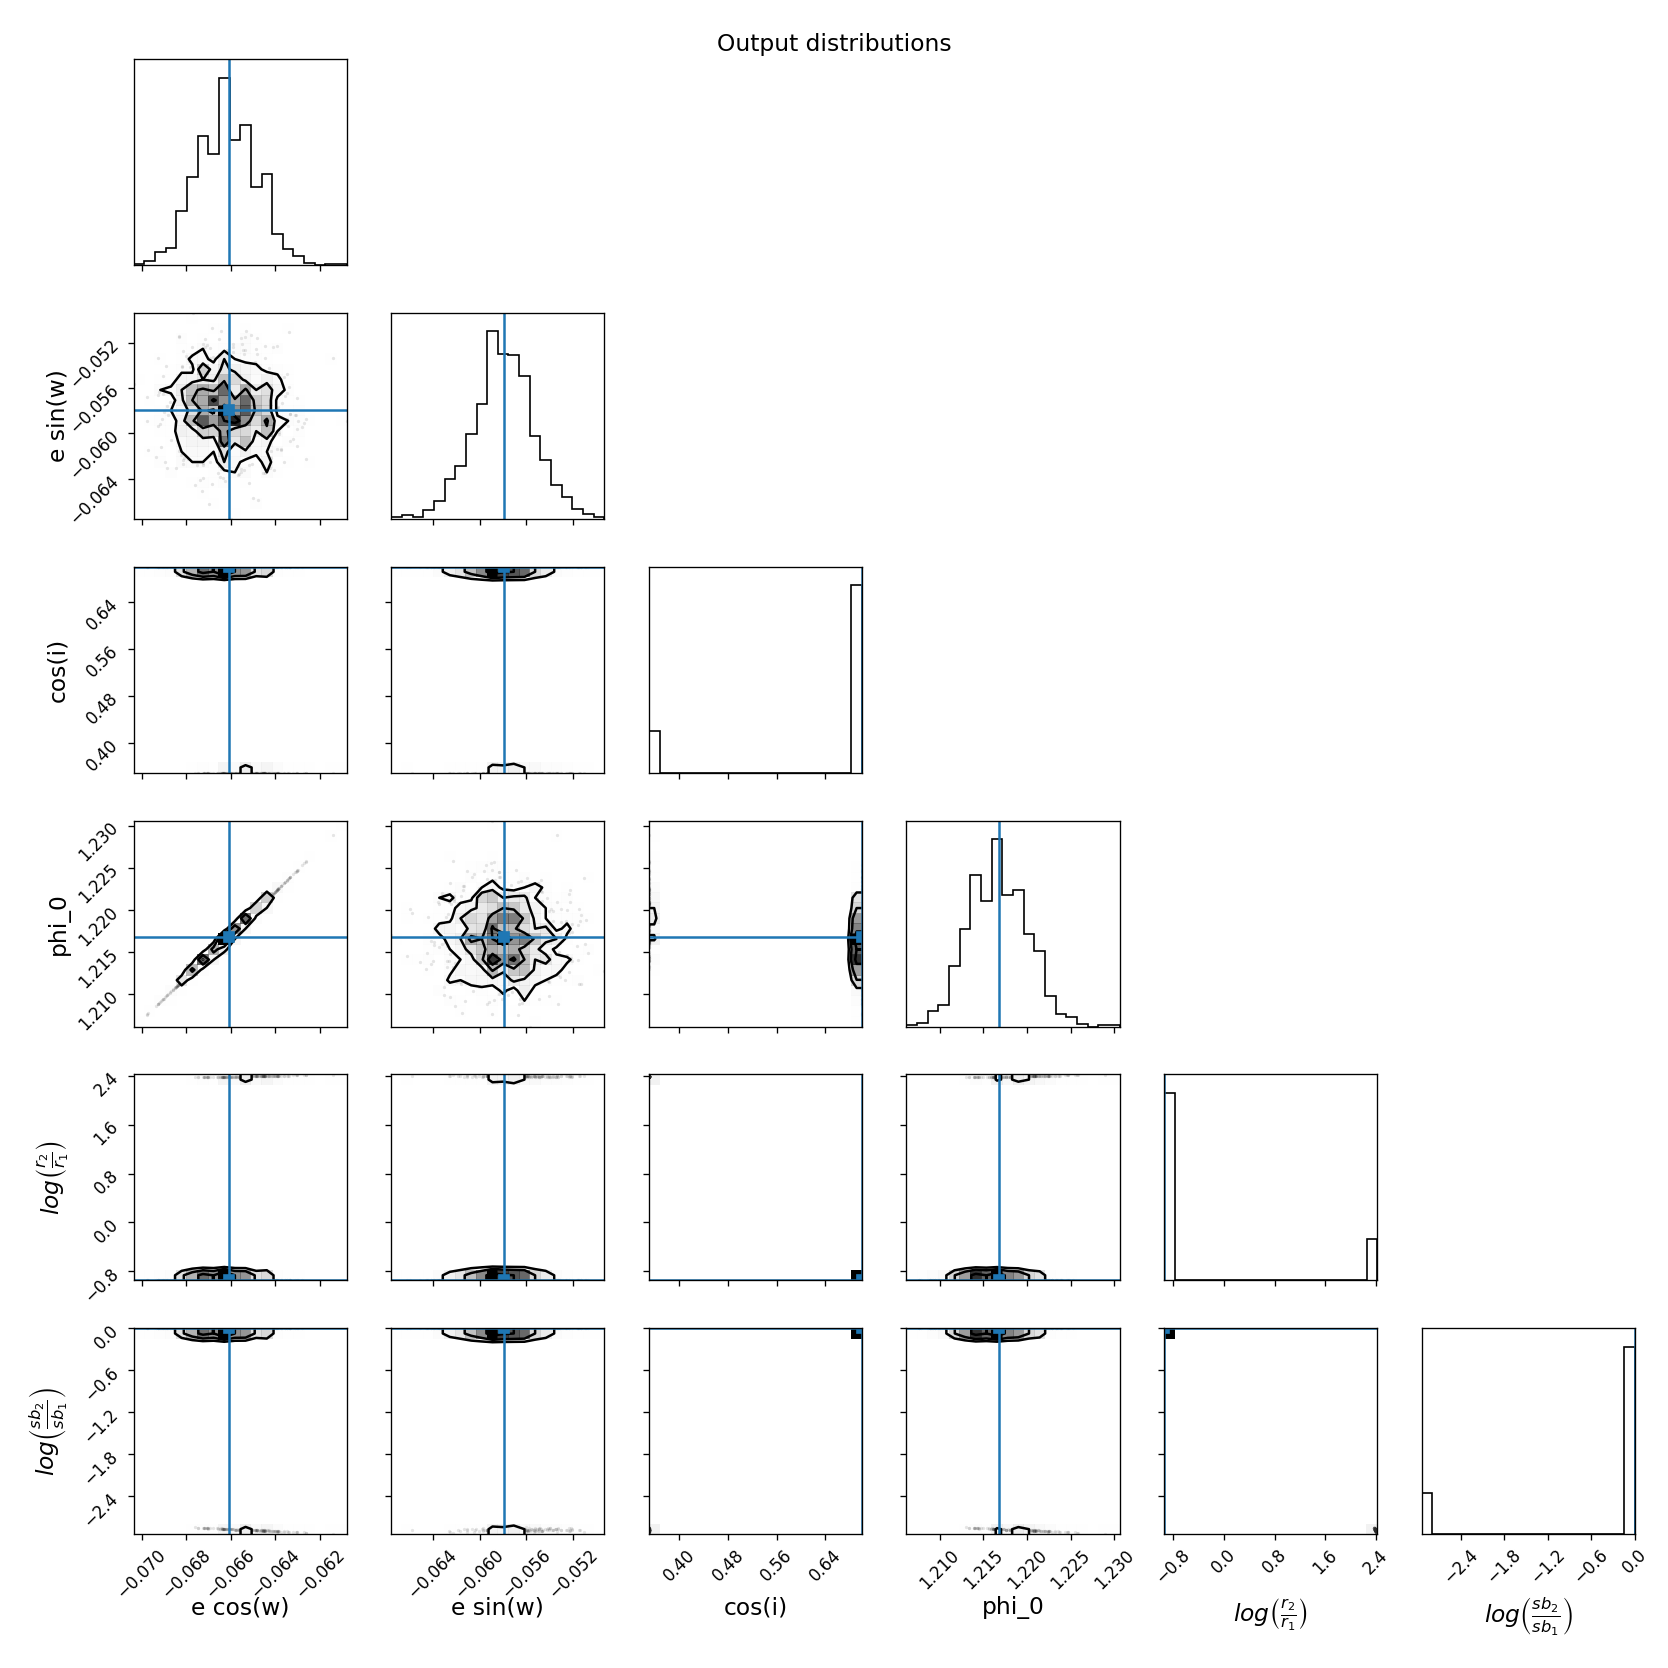 Output distributions
e sin(w)
−0.052
−0.056
−0.060
−0.064
cos(i)
0.64
0.56
0.48
0.40
phi_0
1.230
1.225
1.220
1.215
1.210
log(r₂/r₁)
2.4
1.6
0.8
0.0
−0.8
log(sb₂/sb₁)
0.0
−0.6
−1.2
−1.8
−2.4
−0.070 −0.068 −0.066 −0.064 −0.062 −0.064 −0.060 −0.056 −0.052 0.40 0.48 0.56 0.64 1.210 1.215 1.220 1.225 1.230 −0.8 0.0 0.8 1.6 2.4 −2.4 −1.8 −1.2 −0.6 0.0
e cos(w) e sin(w) cos(i) phi_0 log(r₂/r₁) log(sb₂/sb₁)